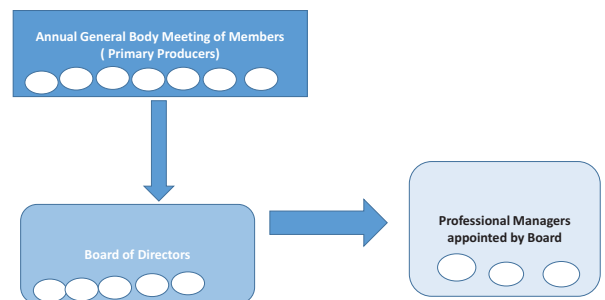 Annual General Body Meeting of Members
( Primary Producers)
Board of Directors
Professional Managers
appointed by Board